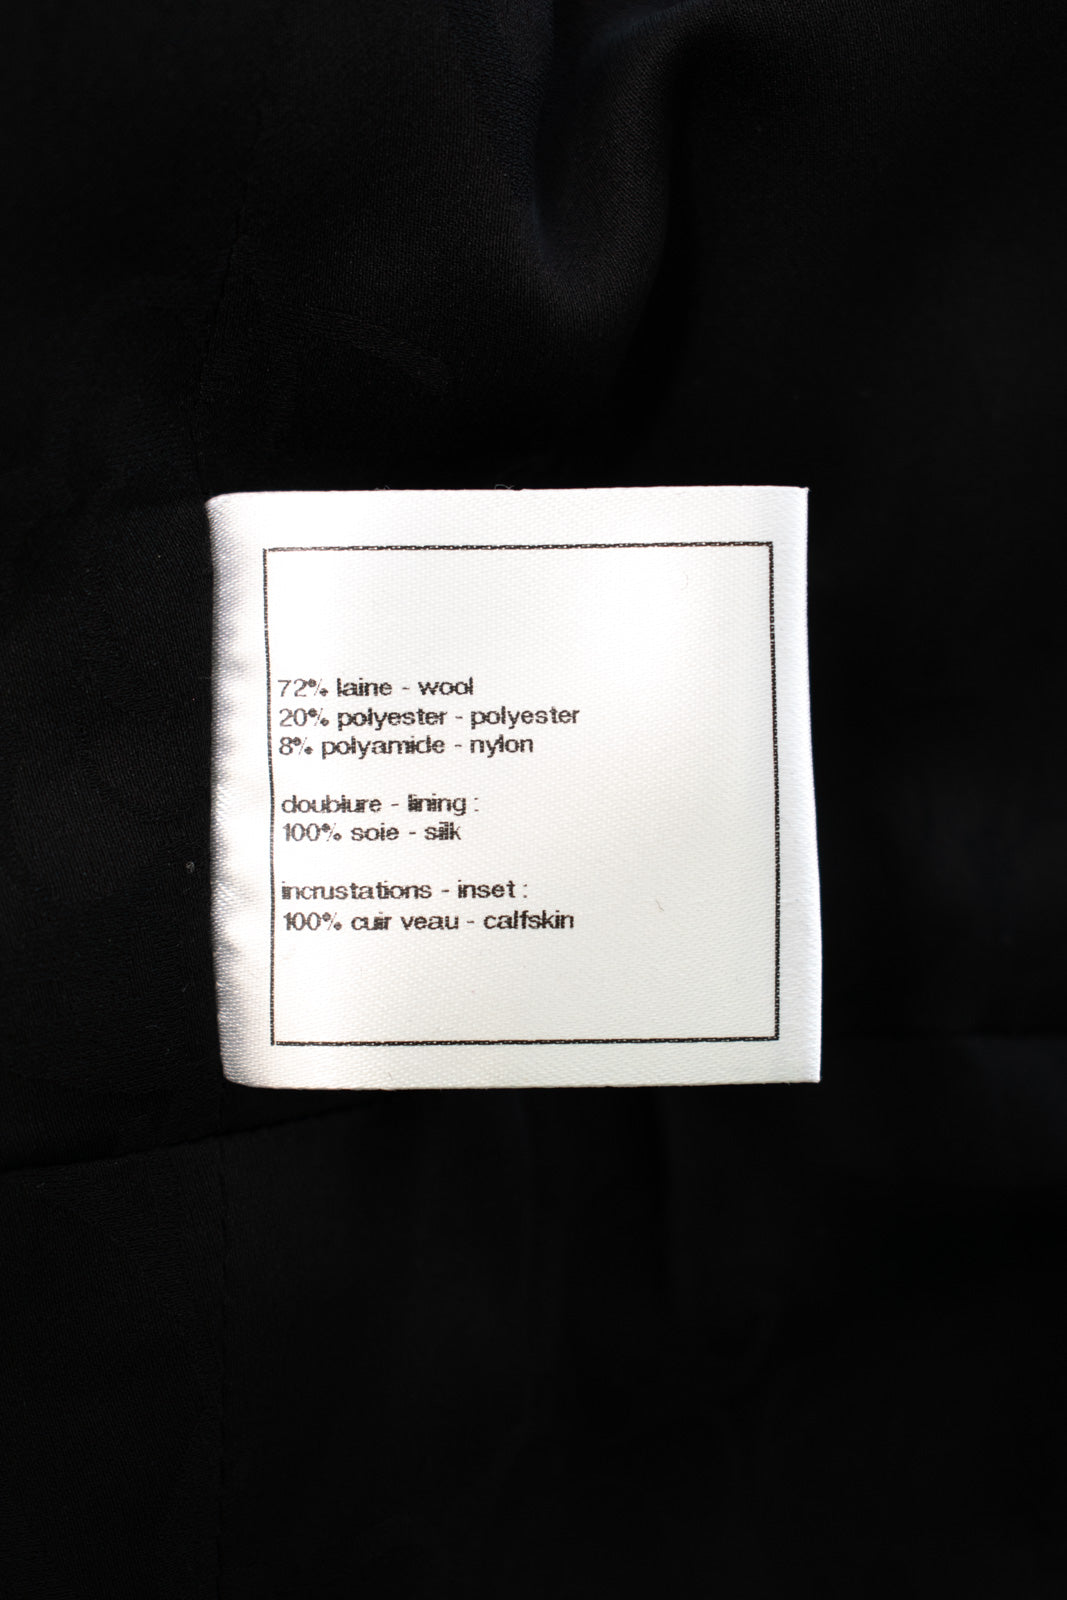 72% laine - wool
20% polyester - polyester
8% polyamide - nylon
doublure - lining :
100% soie - silk
incrustations - inset :
100% cuir veau - calfskin